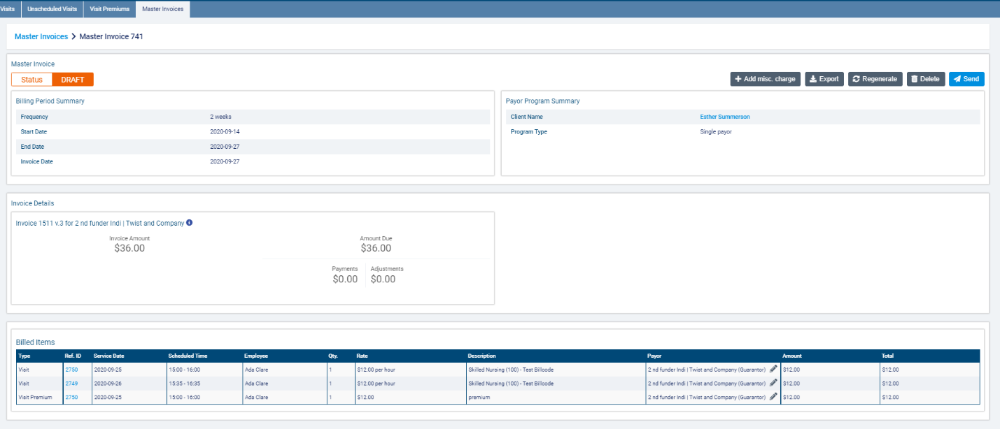 Visits Unscheduled Visits Visit Premiums Master Invoices
Master Invoices > Master Invoice 741
Master Invoice
Status DRAFT + Add misc. charge Export Regenerate Delete Send
Billing Period Summary
Frequency 2 weeks
Start Date 2020-09-14
End Date 2020-09-27
Invoice Date 2020-09-27
Payor Program Summary
Client Name Esther Summerson
Program Type Single payor
Invoice Details
Invoice 1511 v.3 for 2 nd funder Indi | Twist and Company
Invoice Amount Amount Due
$36.00 $36.00
Payments Adjustments
$0.00 $0.00
Billed Items
Type Ref. ID Service Date Scheduled Time Employee Qty. Rate Description Payor Amount Total
Visit 2750 2020-09-25 15:00 - 16:00 Ada Clare 1 $12.00 per hour Skilled Nursing (100) - Test Billcode 2 nd funder Indi | Twist and Company (Guarantor) $12.00 $12.00
Visit 2749 2020-09-26 15:35 - 16:35 Ada Clare 1 $12.00 per hour Skilled Nursing (100) - Test Billcode 2 nd funder Indi | Twist and Company (Guarantor) $12.00 $12.00
Visit Premium 2750 2020-09-25 15:00 - 16:00 Ada Clare 1 $12.00 premium 2 nd funder Indi | Twist and Company (Guarantor) $12.00 $12.00